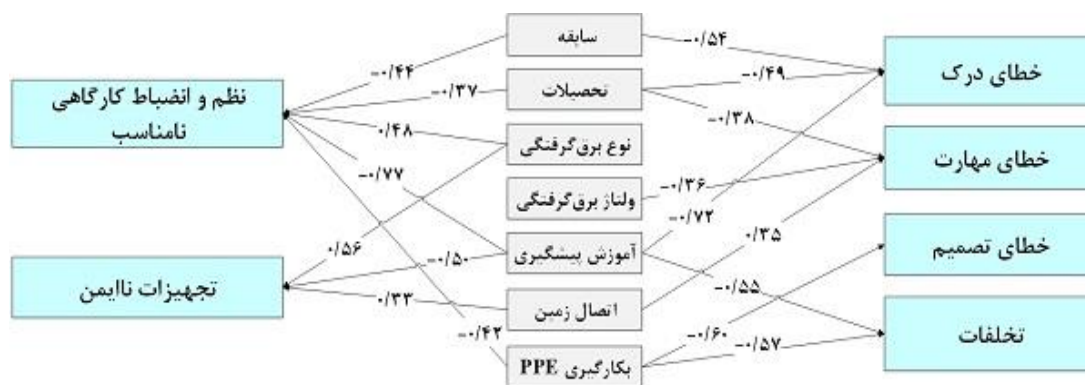 نظم و انضباط کارگاهی
نامناسب
تجهیزات ناایمن
سابقه
تحصیلات
نوع برق‌گرفتگی
ولتاژ برق‌گرفتگی
آموزش پیشگیری
اتصال زمین
بکارگیری PPE
خطای درک
خطای مهارت
خطای تصمیم
تخلفات
-۰/۴۴
-۰/۳۷
۰/۴۸
-۰/۷۷
۰/۵۶
-۰/۵۰
۰/۳۳
-۰/۴۲
-۰/۵۴
-۰/۴۹
-۰/۳۸
-۰/۳۶
-۰/۷۲
۰/۳۵
-۰/۵۵
-۰/۶۰
-۰/۵۷